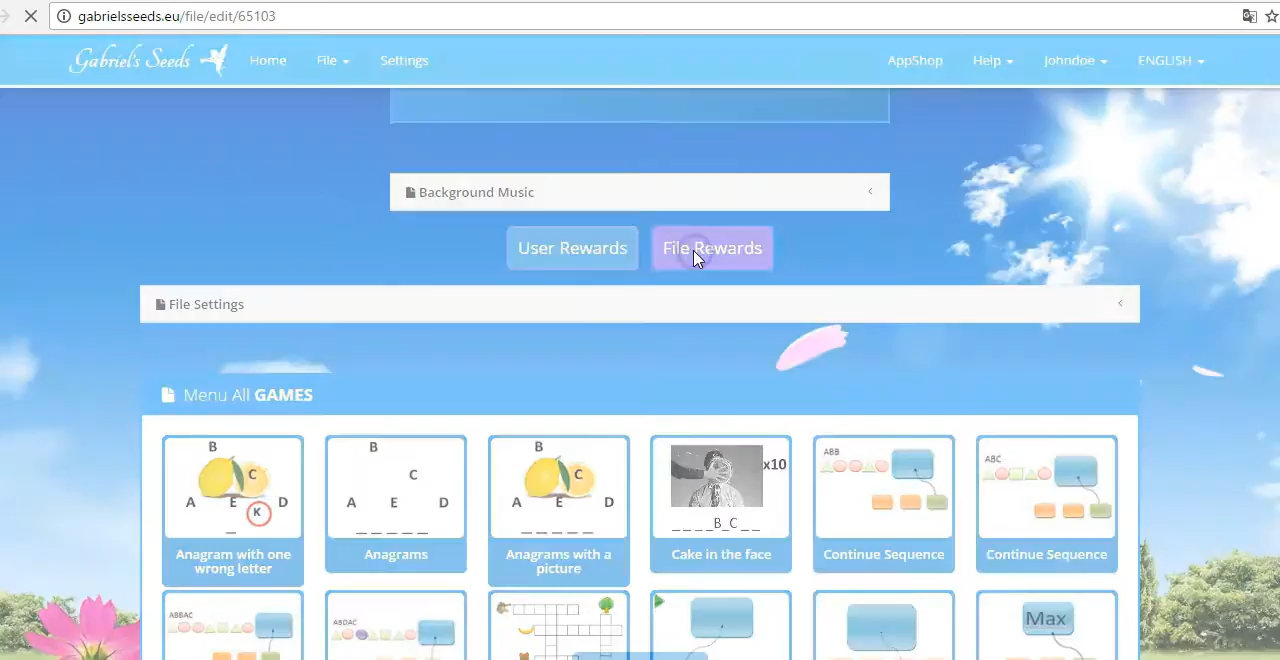 gabrielsseeds.eu/file/edit/65103
Gabriel's Seeds Home File Settings AppShop Help Johndoe ENGLISH
Background Music
User Rewards File Rewards
File Settings
Menu All GAMES
B
C
A E D
K
_
Anagram with one
wrong letter
B
C
A E D
_ _ _ _ _
Anagrams
B
C
A E D
_ _ _ _ _
Anagrams with a
picture
x10
_ _ _ _ B _ C _ _
Cake in the face
ABB
Continue Sequence
ABC
Continue Sequence
ABBAC
ABDAC
Max